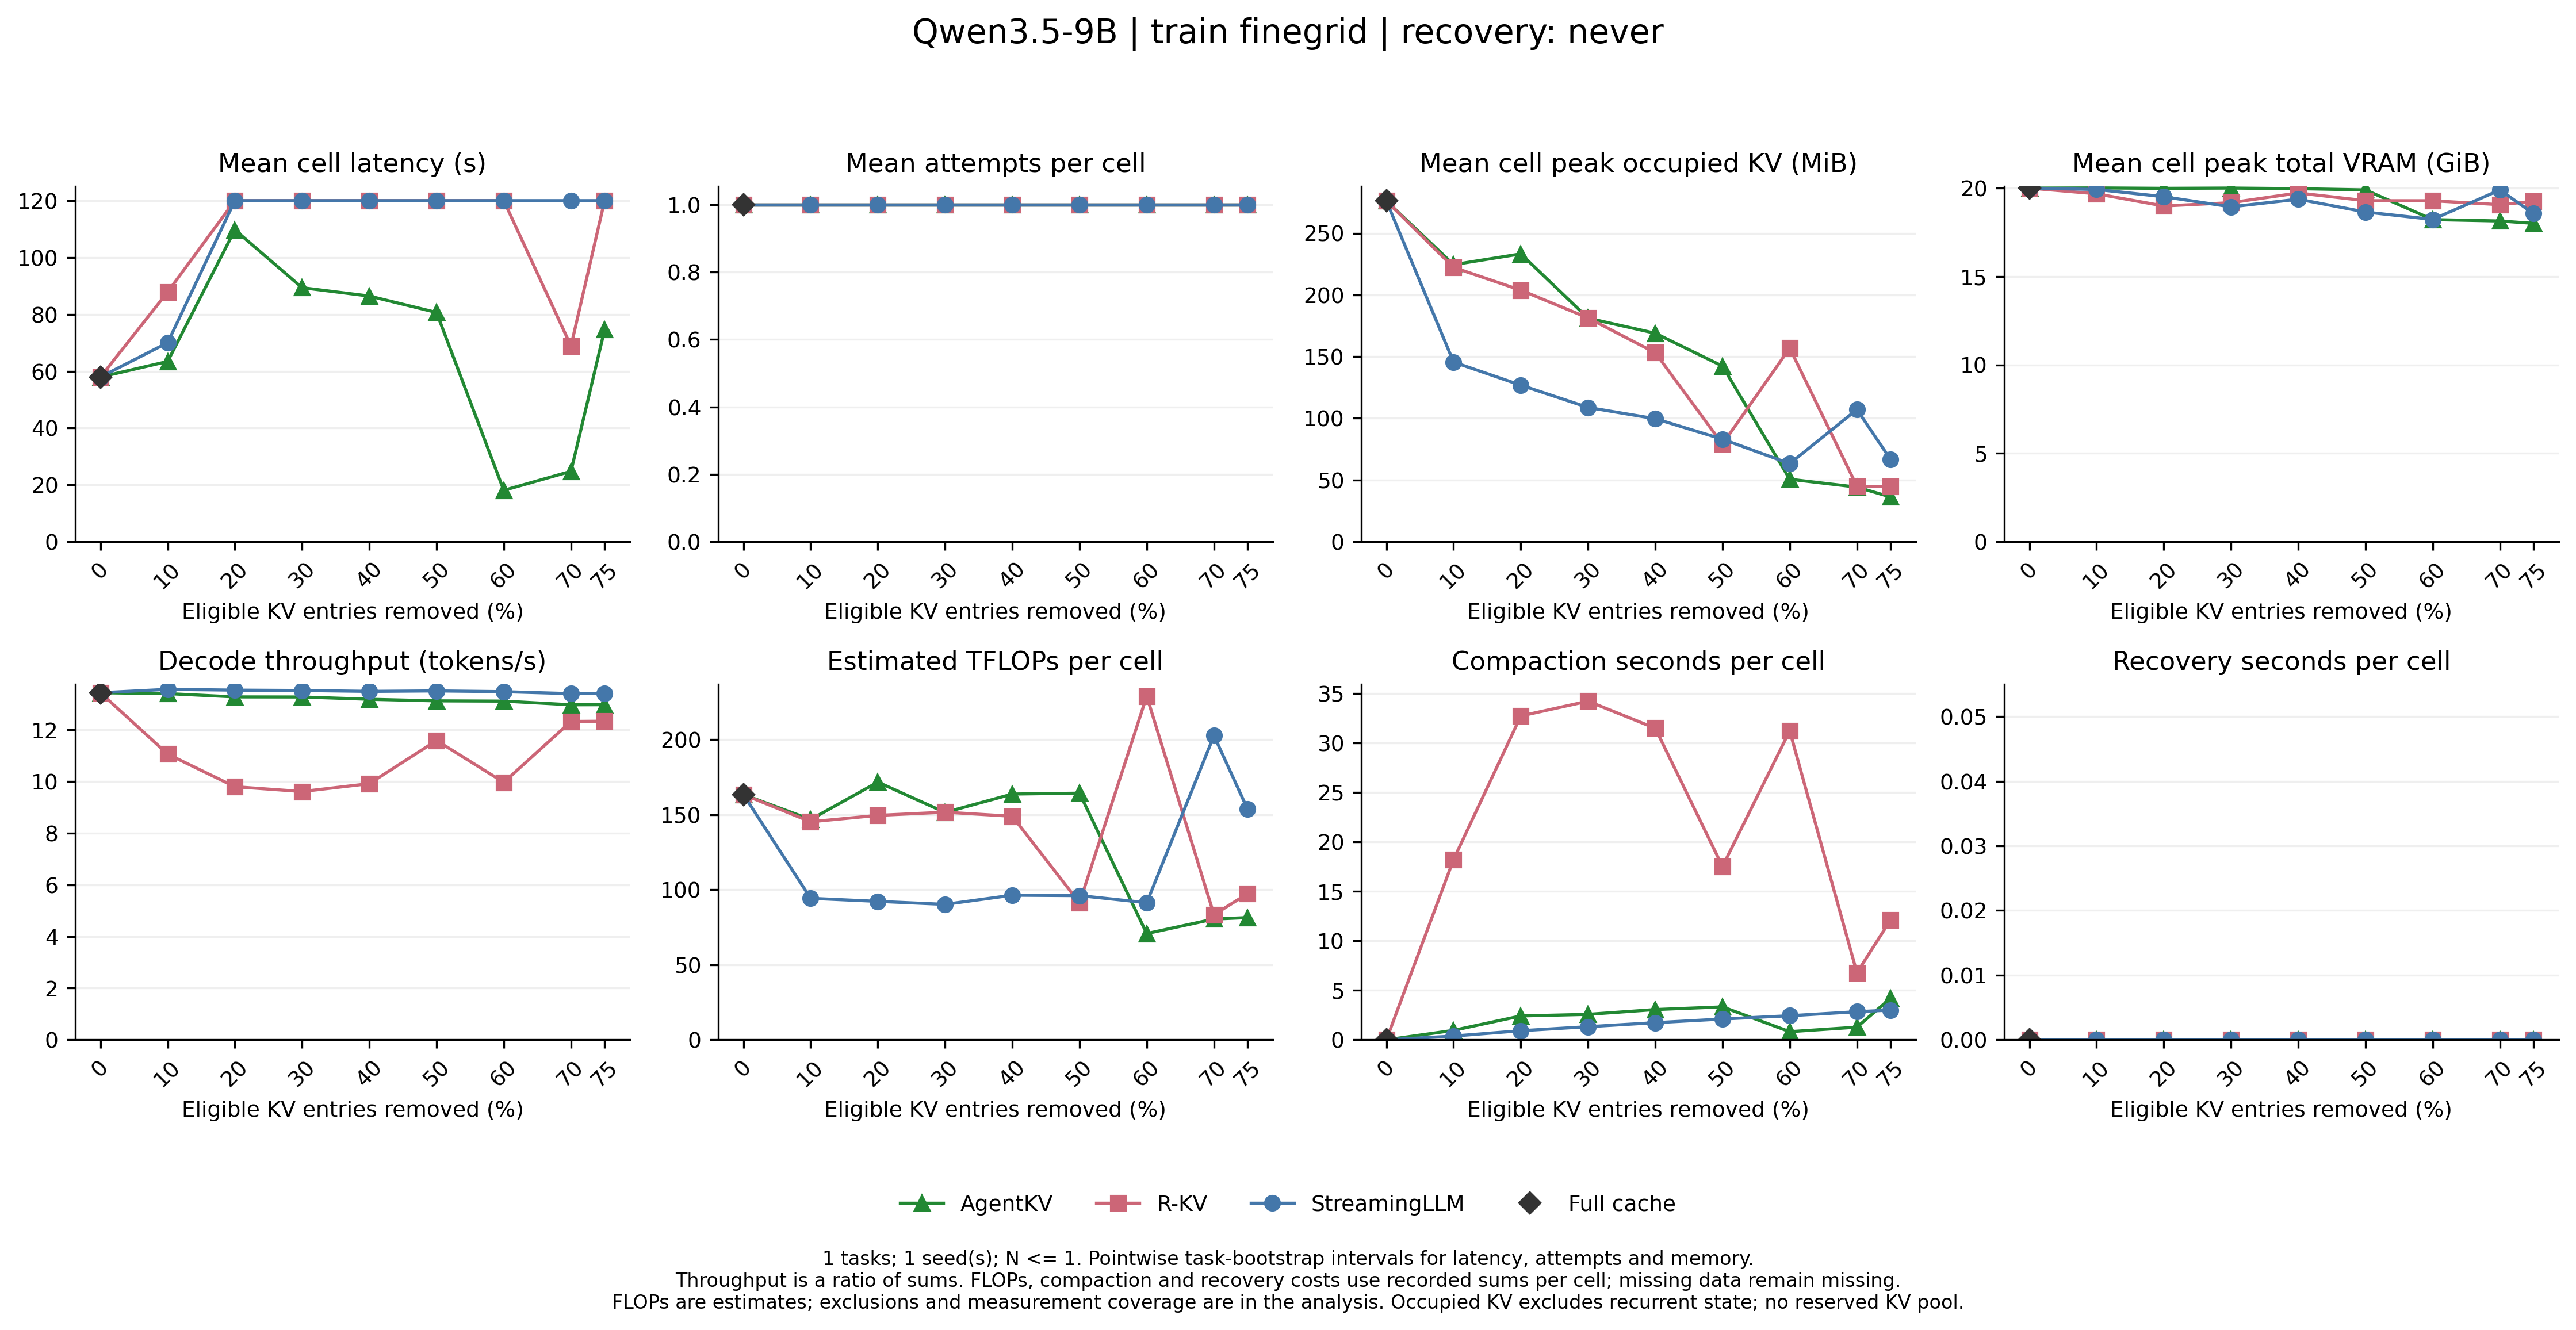 Qwen3.5-9B | train finegrid | recovery: never
Mean cell latency (s)
120
100
80
60
40
20
0
0 10 20 30 40 50 60 70 75
Eligible KV entries removed (%)
Mean attempts per cell
1.0
0.8
0.6
0.4
0.2
0.0
0 10 20 30 40 50 60 70 75
Eligible KV entries removed (%)
Mean cell peak occupied KV (MiB)
250
200
150
100
50
0
0 10 20 30 40 50 60 70 75
Eligible KV entries removed (%)
Mean cell peak total VRAM (GiB)
20
15
10
5
0
0 10 20 30 40 50 60 70 75
Eligible KV entries removed (%)
Decode throughput (tokens/s)
12
10
8
6
4
2
0
0 10 20 30 40 50 60 70 75
Eligible KV entries removed (%)
Estimated TFLOPs per cell
200
150
100
50
0
0 10 20 30 40 50 60 70 75
Eligible KV entries removed (%)
Compaction seconds per cell
35
30
25
20
15
10
5
0
0 10 20 30 40 50 60 70 75
Eligible KV entries removed (%)
Recovery seconds per cell
0.05
0.04
0.03
0.02
0.01
0.00
0 10 20 30 40 50 60 70 75
Eligible KV entries removed (%)
AgentKV R-KV StreamingLLM Full cache
1 tasks; 1 seed(s); N <= 1. Pointwise task-bootstrap intervals for latency, attempts and memory.
Throughput is a ratio of sums. FLOPs, compaction and recovery costs use recorded sums per cell; missing data remain missing.
FLOPs are estimates; exclusions and measurement coverage are in the analysis. Occupied KV excludes recurrent state; no reserved KV pool.